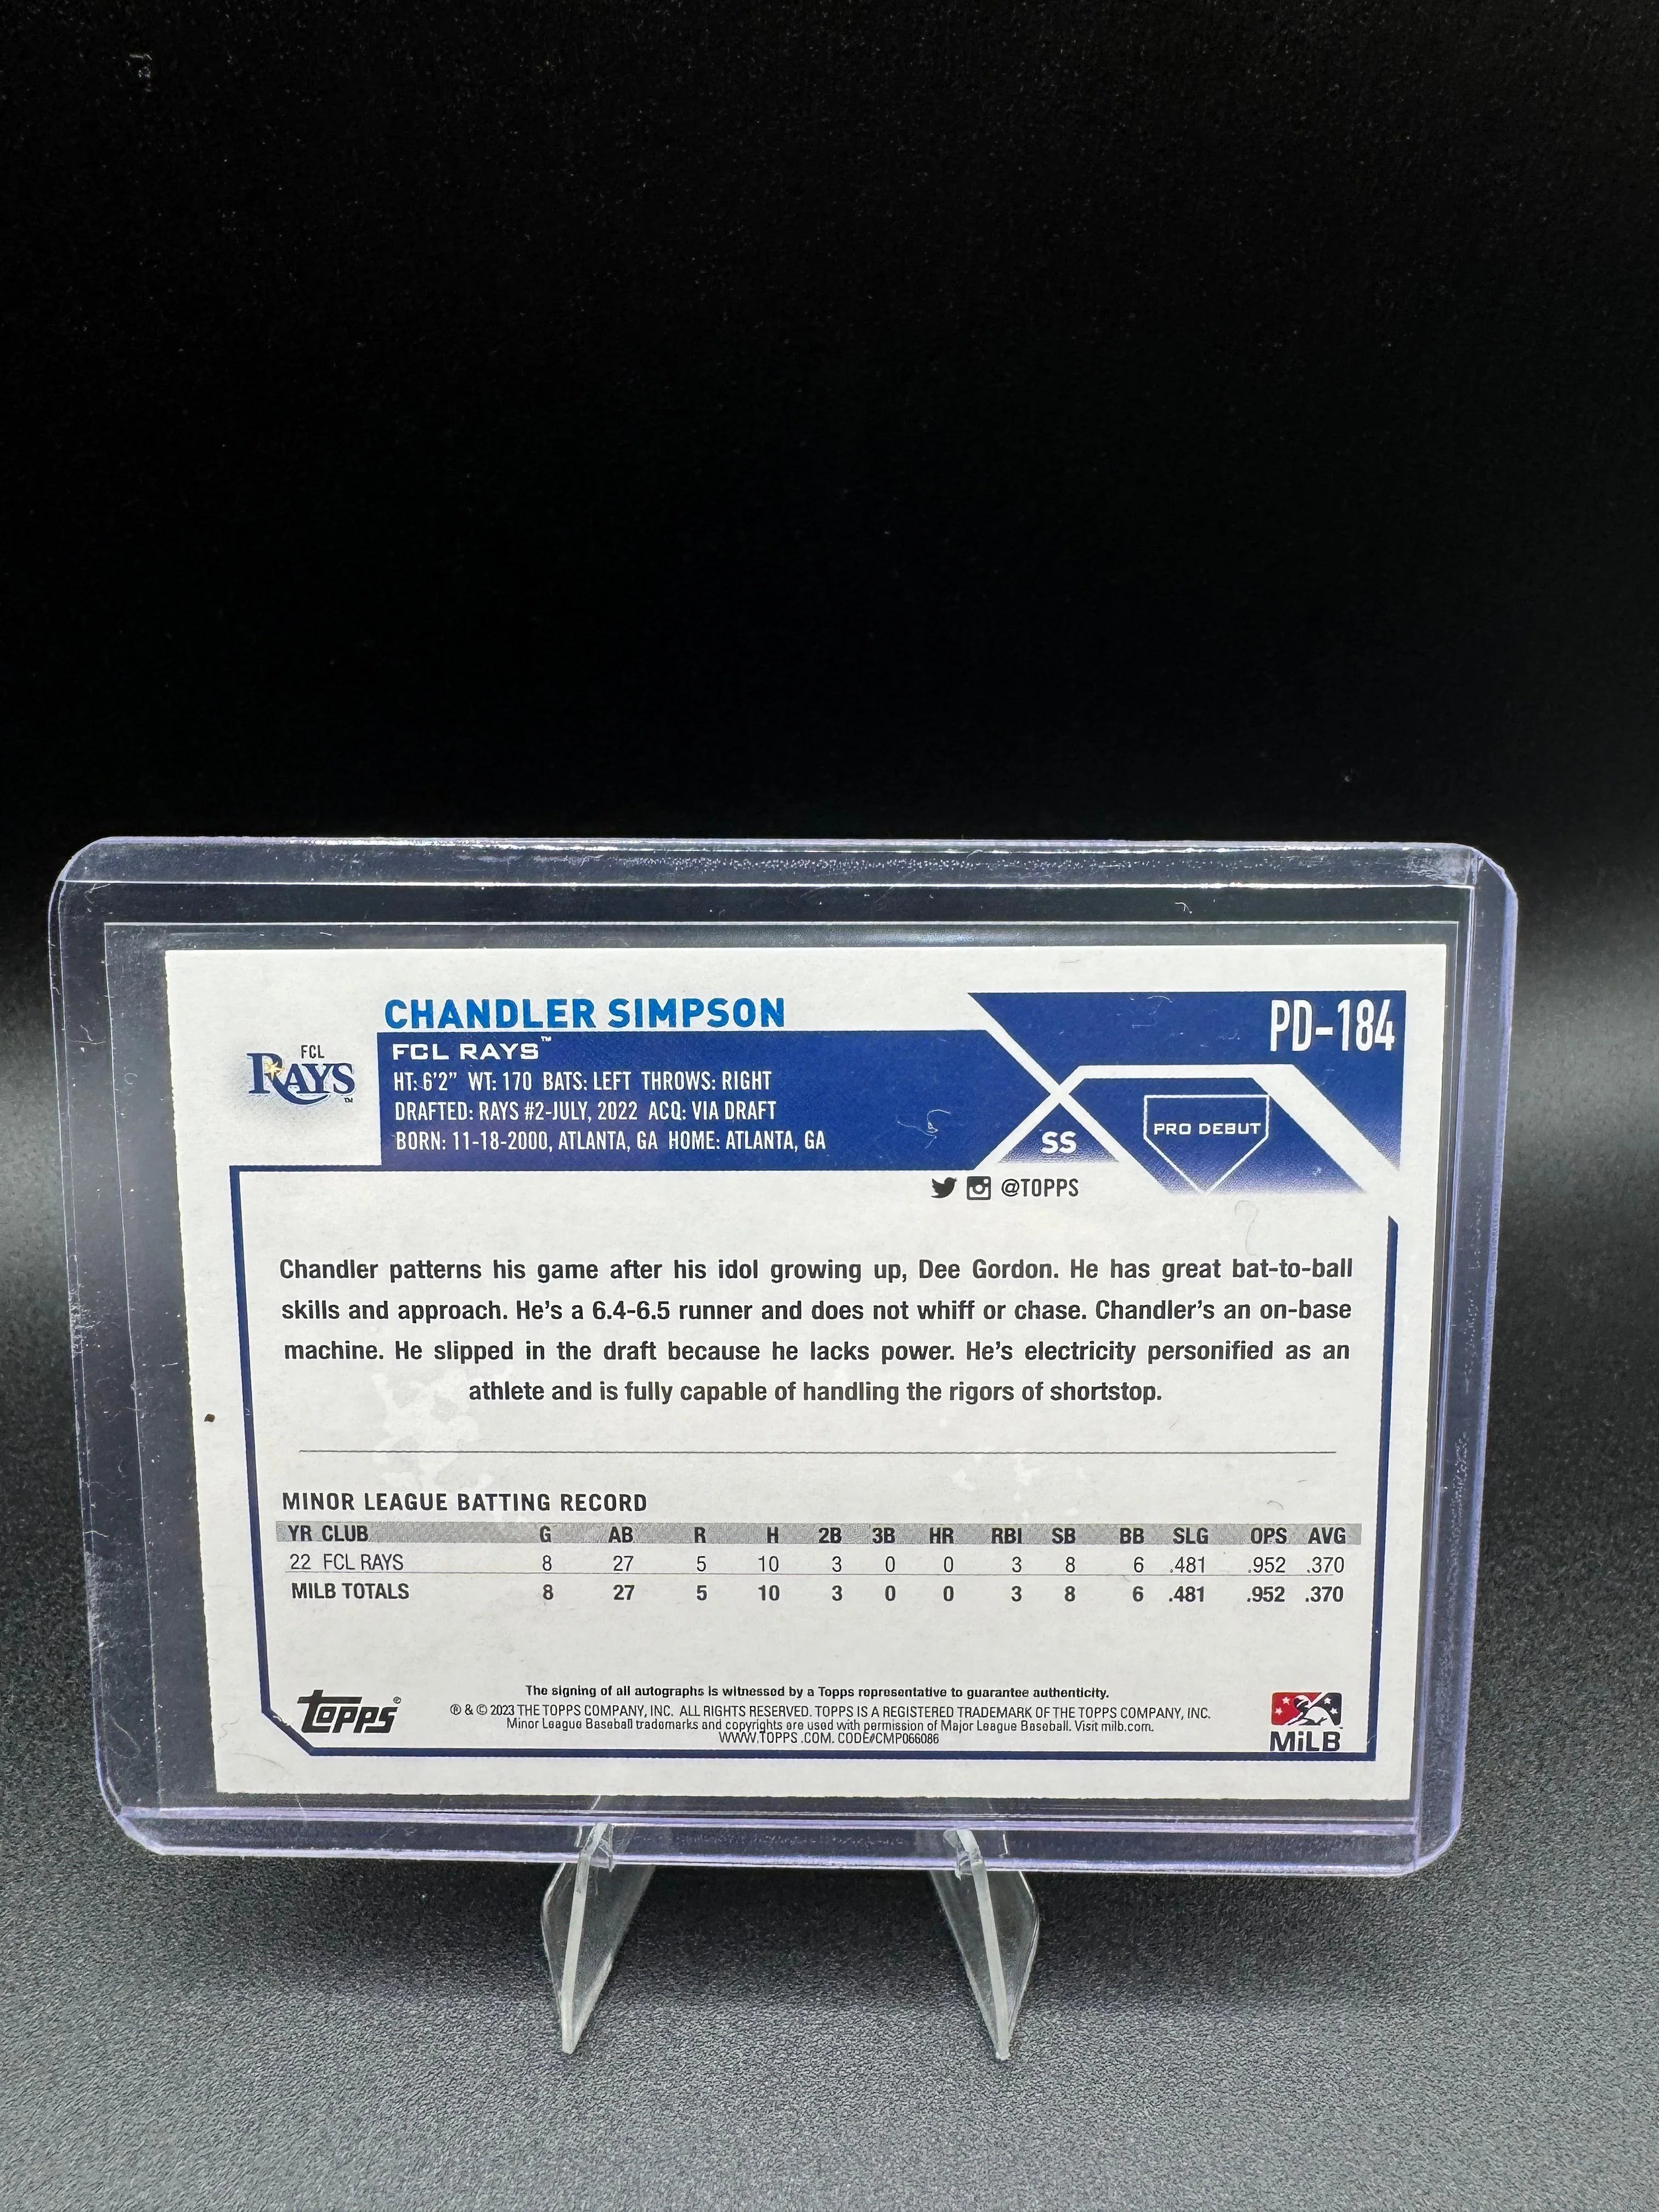 CHANDLER SIMPSON
PD-184
FCL
RAYS™
FCL RAYS™
HT: 6'2" WT: 170 BATS: LEFT THROWS: RIGHT
DRAFTED: RAYS #2-JULY, 2022 ACQ: VIA DRAFT
BORN: 11-18-2000, ATLANTA, GA HOME: ATLANTA, GA
SS
PRO DEBUT
@TOPPS
Chandler patterns his game after his idol growing up, Dee Gordon. He has great bat-to-ball
skills and approach. He's a 6.4-6.5 runner and does not whiff or chase. Chandler's an on-base
machine. He slipped in the draft because he lacks power. He's electricity personified as an
athlete and is fully capable of handling the rigors of shortstop.
MINOR LEAGUE BATTING RECORD
YR CLUB G AB R H 2B 3B HR RBI SB BB SLG OPS AVG
22 FCL RAYS 8 27 5 10 3 0 0 3 8 6 .481 .952 .370
MILB TOTALS 8 27 5 10 3 0 0 3 8 6 .481 .952 .370
The signing of all autographs is witnessed by a Topps representative to guarantee authenticity.
® & © 2023 THE TOPPS COMPANY, INC. ALL RIGHTS RESERVED. TOPPS IS A REGISTERED TRADEMARK OF THE TOPPS COMPANY, INC.
Minor League Baseball trademarks and copyrights are used with permission of Major League Baseball. Visit milb.com.
WWW.TOPPS.COM. CODE#CMP066086
TOPPS®
MiLB